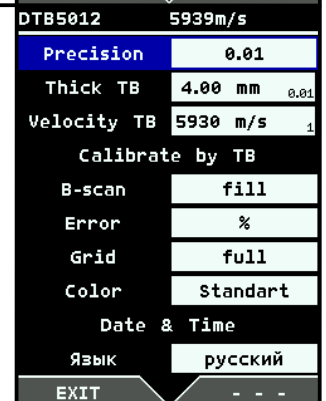 DTB5012 5939m/s
Precision 0.01
Thick TB 4.00 mm 0.01
Velocity TB 5930 m/s 1
Calibrate by TB
B-scan fill
Error %
Grid full
Color Standart
Date & Time
Язык русский
EXIT - - -